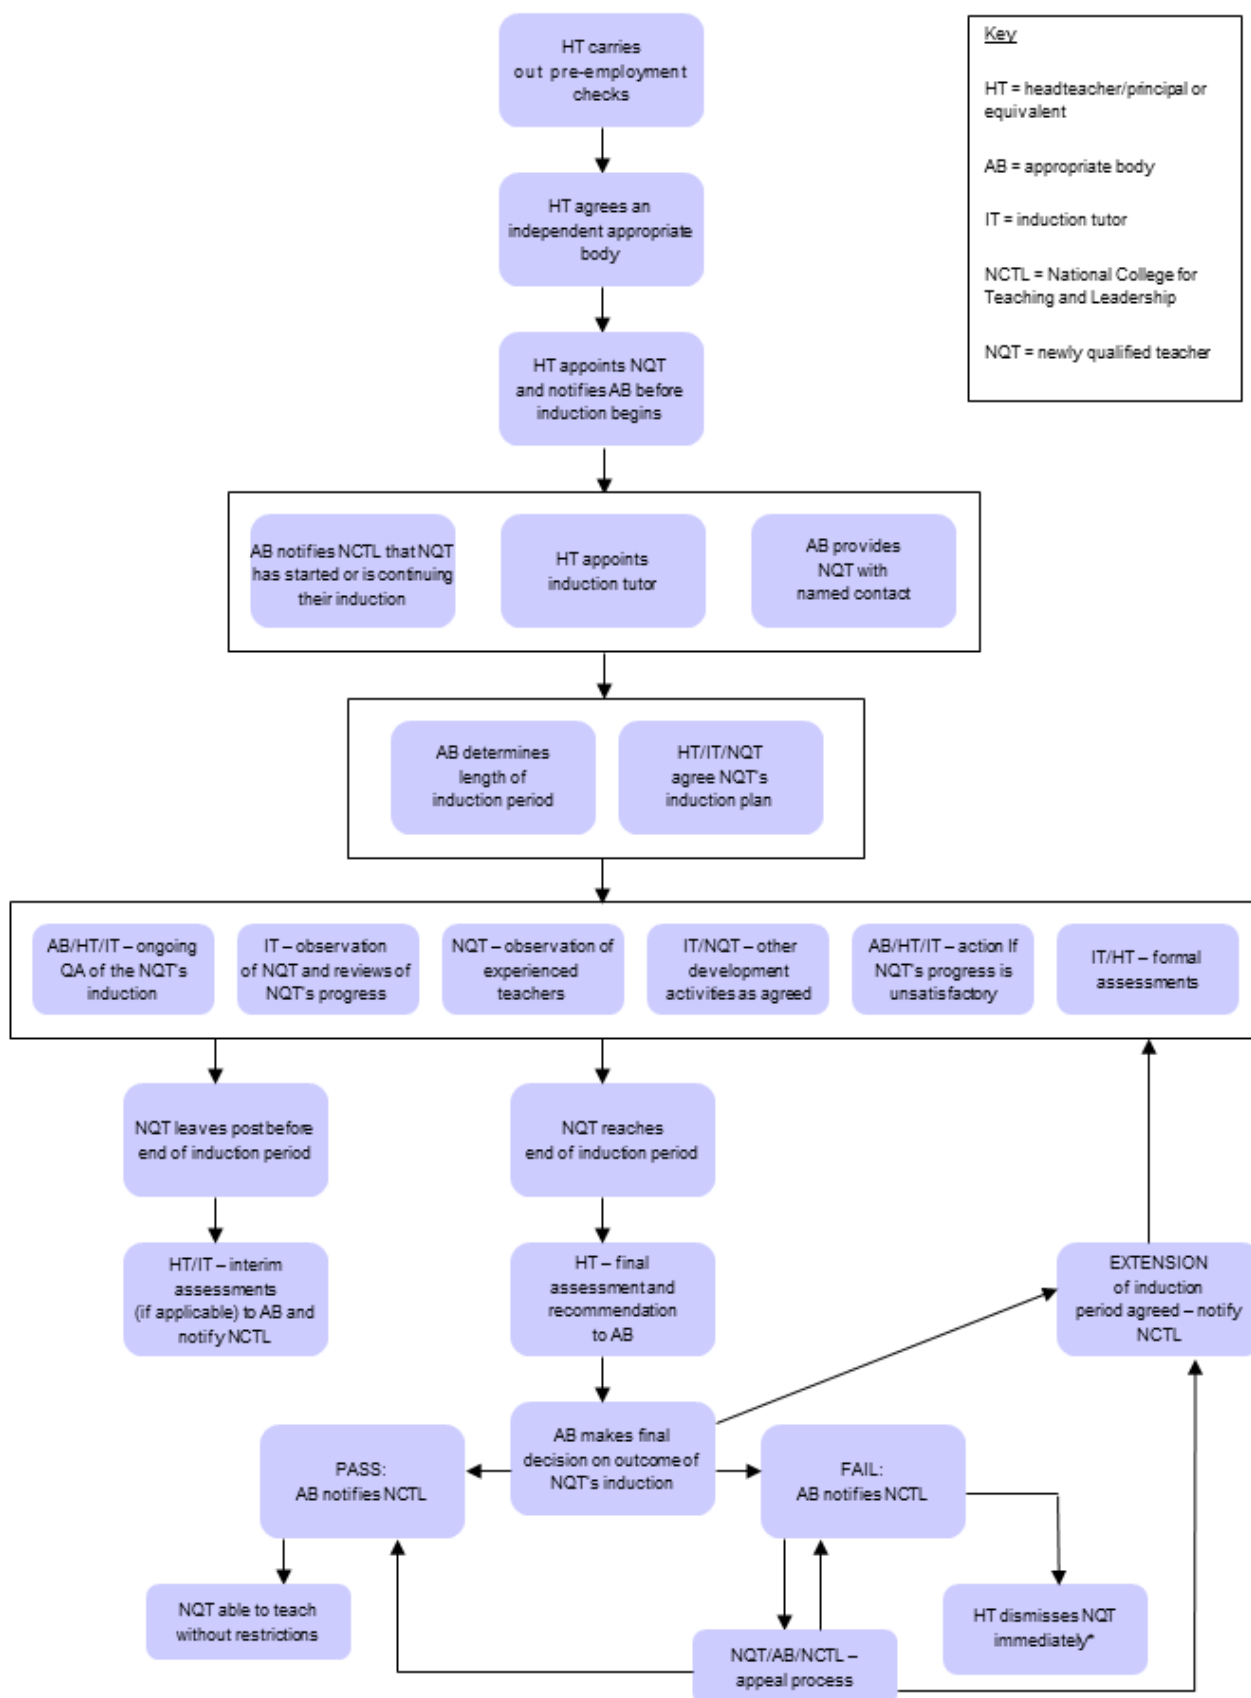 HT carries
out pre-employment
checks
Key
HT = headteacher/principal or
equivalent
AB = appropriate body
IT = induction tutor
NCTL = National College for
Teaching and Leadership
NQT = newly qualified teacher
HT agrees an
independent appropriate
body
HT appoints NQT
and notifies AB before
induction begins
AB notifies NCTL that NQT
has started or is continuing
their induction
HT appoints
induction tutor
AB provides
NQT with
named contact
AB determines
length of
induction period
HT/IT/NQT
agree NQT's
induction plan
AB/HT/IT – ongoing
QA of the NQT's
induction
IT – observation
of NQT and reviews of
NQT's progress
NQT – observation of
experienced
teachers
IT/NQT – other
development
activities as agreed
AB/HT/IT – action If
NQT's progress is
unsatisfactory
IT/HT – formal
assessments
NQT leaves post before
end of induction period
NQT reaches
end of induction period
HT/IT – interim
assessments
(if applicable) to AB and
notify NCTL
HT – final
assessment and
recommendation
to AB
EXTENSION
of induction
period agreed – notify
NCTL
PASS:
AB notifies NCTL
AB makes final
decision on outcome of
NQT's induction
FAIL:
AB notifies NCTL
NQT able to teach
without restrictions
NQT/AB/NCTL –
appeal process
HT dismisses NQT
immediately*